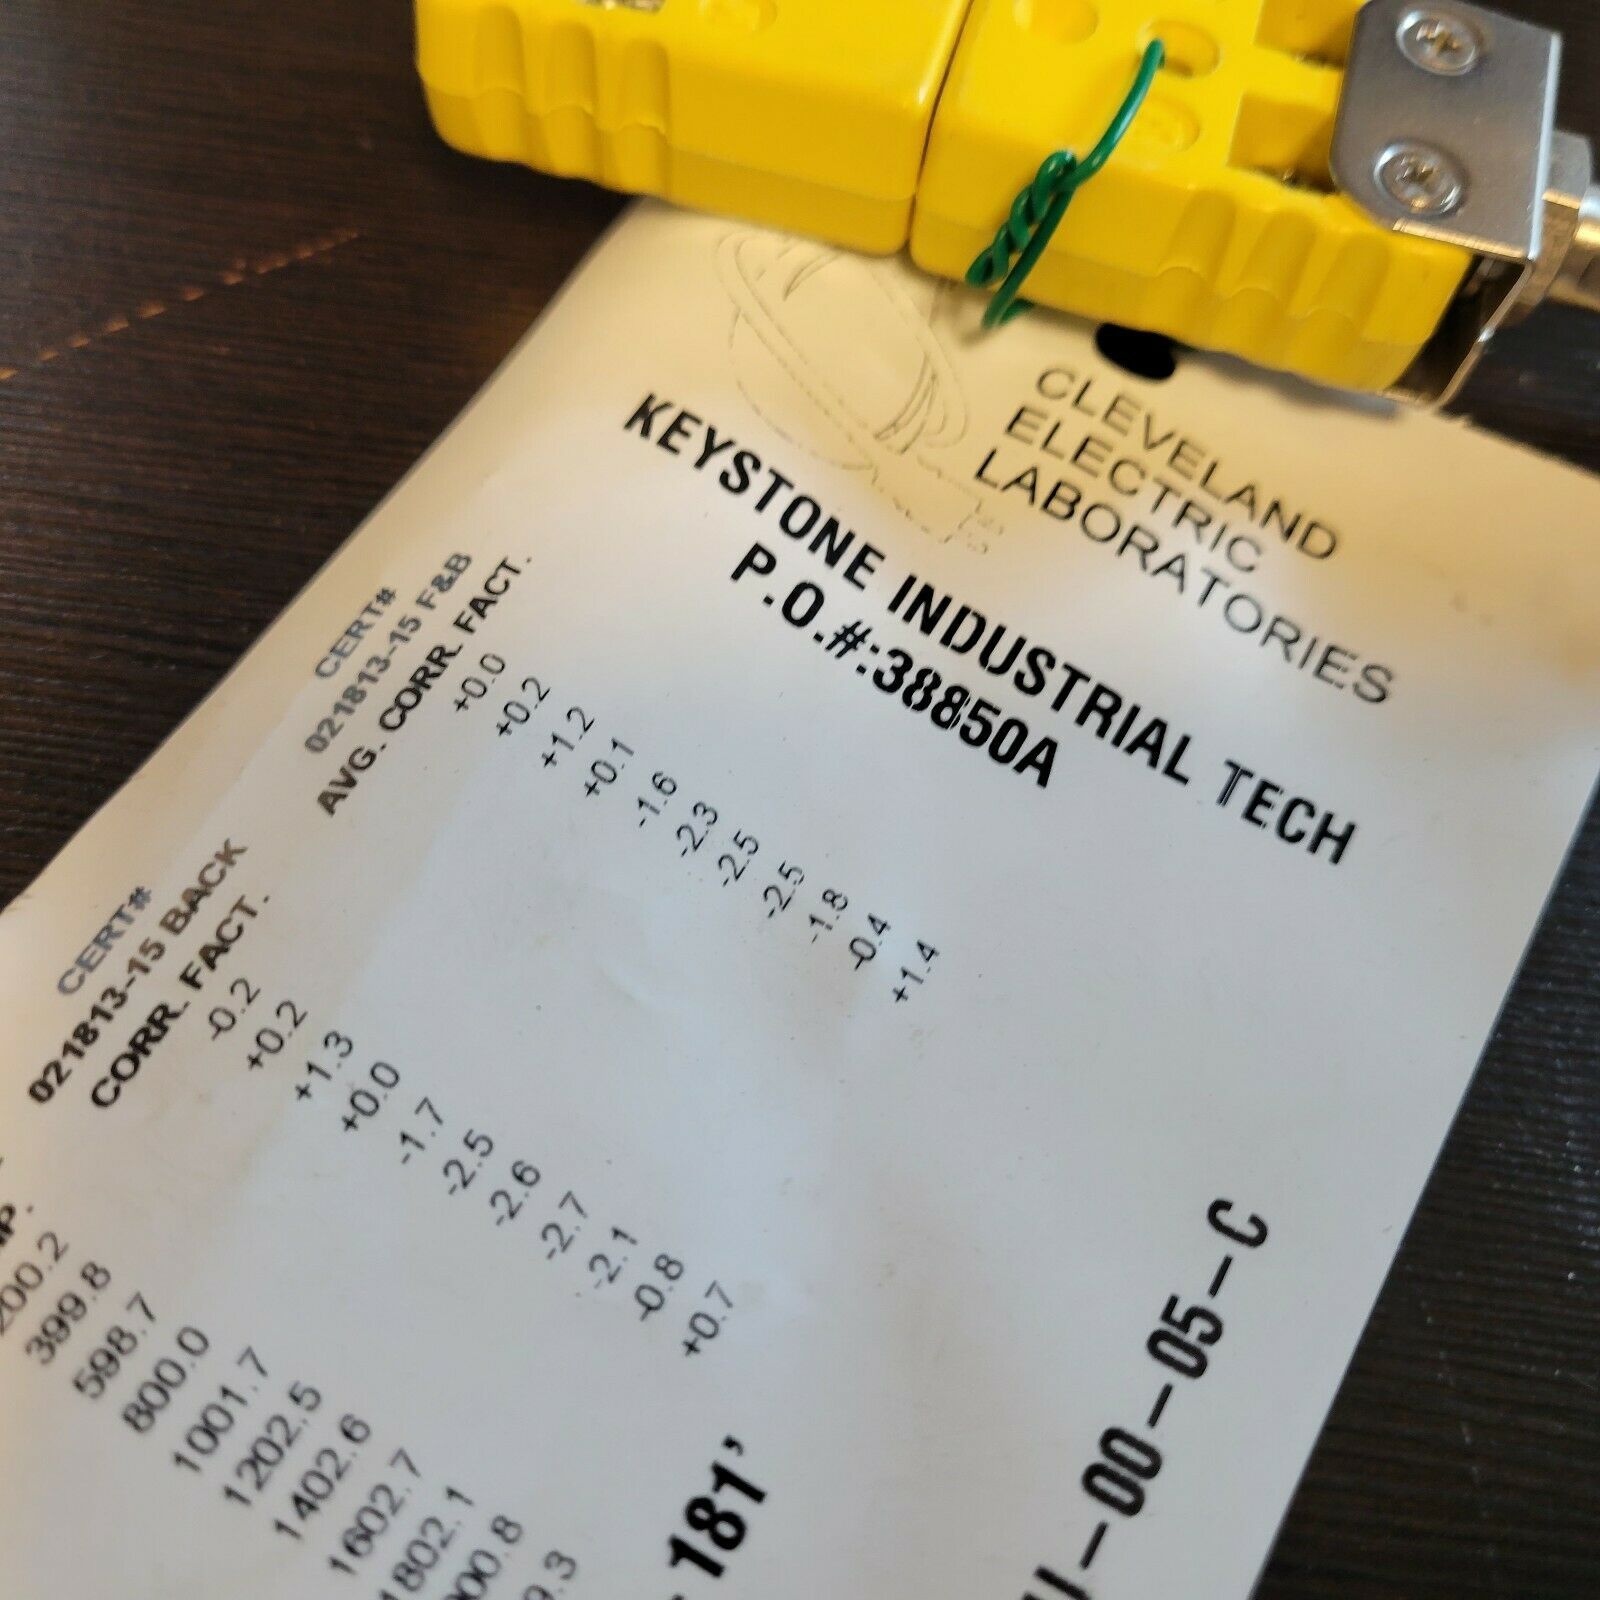 CLEVELAND
ELECTRIC
LABORATORIES
KEYSTONE INDUSTRIAL TECH
P.O.#:38850A
CERT#
021813-15 F&B
AVG. CORR. FACT.
+0.0
+0.2
+1.2
+0.1
-1.6
-2.3
-2.5
-2.5
-1.8
-0.4
+1.4
CERT#
021813-15 BACK
CORR. FACT.
-0.2
+0.2
+1.3
+0.0
-1.7
-2.5
-2.6
-2.7
-2.1
-0.8
+0.7
200.2
399.8
598.7
800.0
1001.7
1202.5
1402.6
1602.7
1802.1
00.8
9.3
181'
-00-05-C